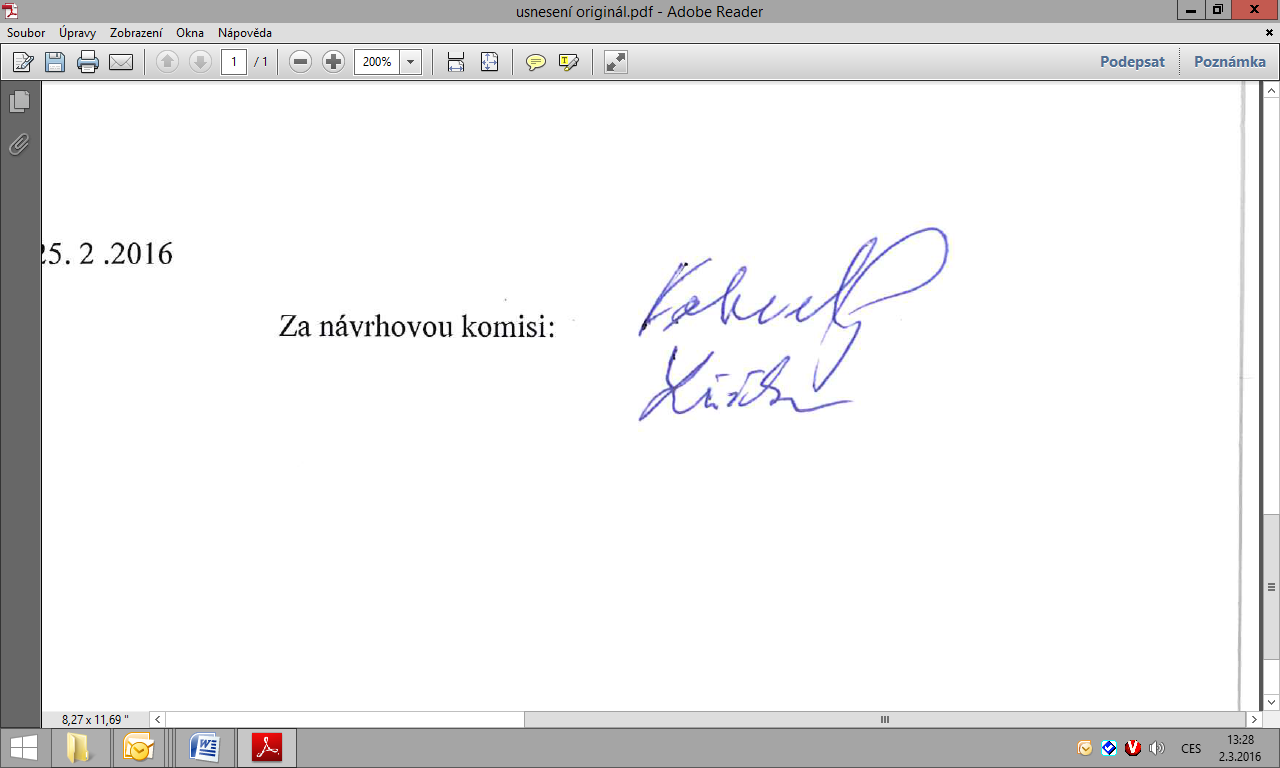 usnesení originál.pdf - Adobe Reader
Soubor Úpravy Zobrazení Okna Nápověda
1 / 1 200% Podepsat Poznámka
25. 2 .2016
Za návrhovou komisi:
8,27 x 11,69 "
CES
13:28
2.3.2016